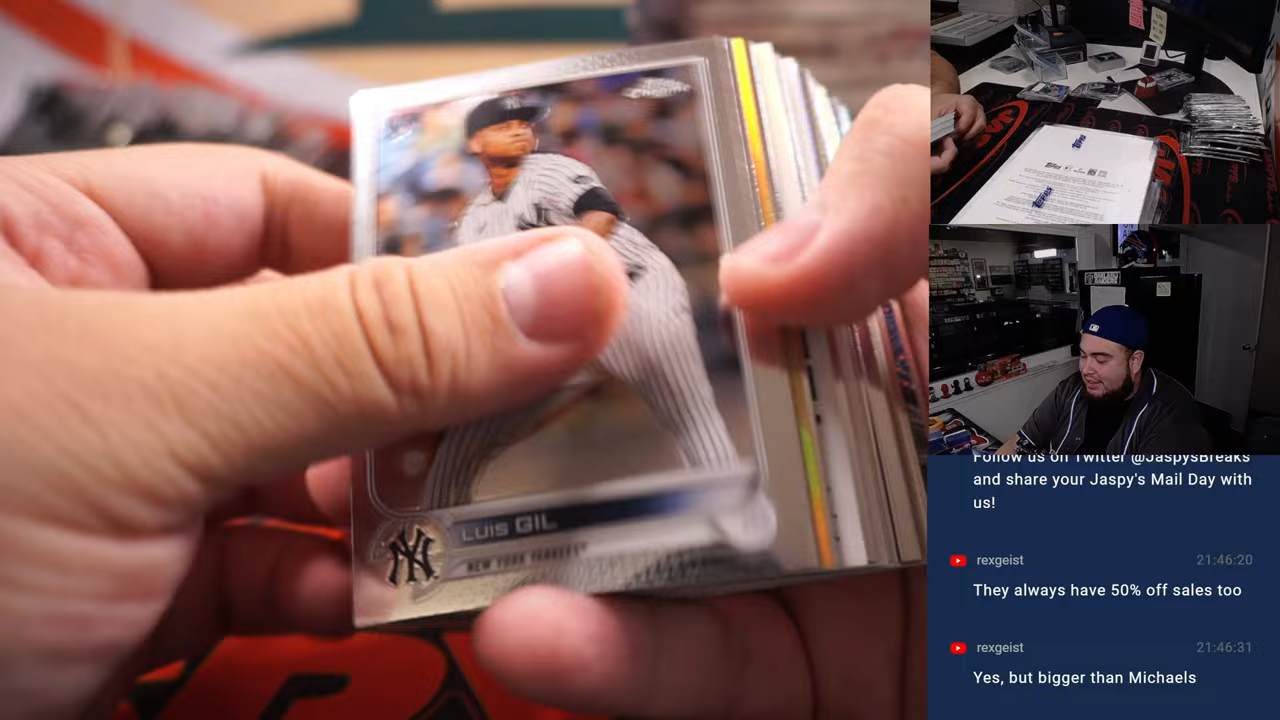 Chrome
LUIS GIL
NEW YORK YANKEES
Topps
Follow us on Twitter @JaspysBreaks
and share your Jaspy's Mail Day with
us!
rexgeist 21:46:20
They always have 50% off sales too
rexgeist 21:46:31
Yes, but bigger than Michaels